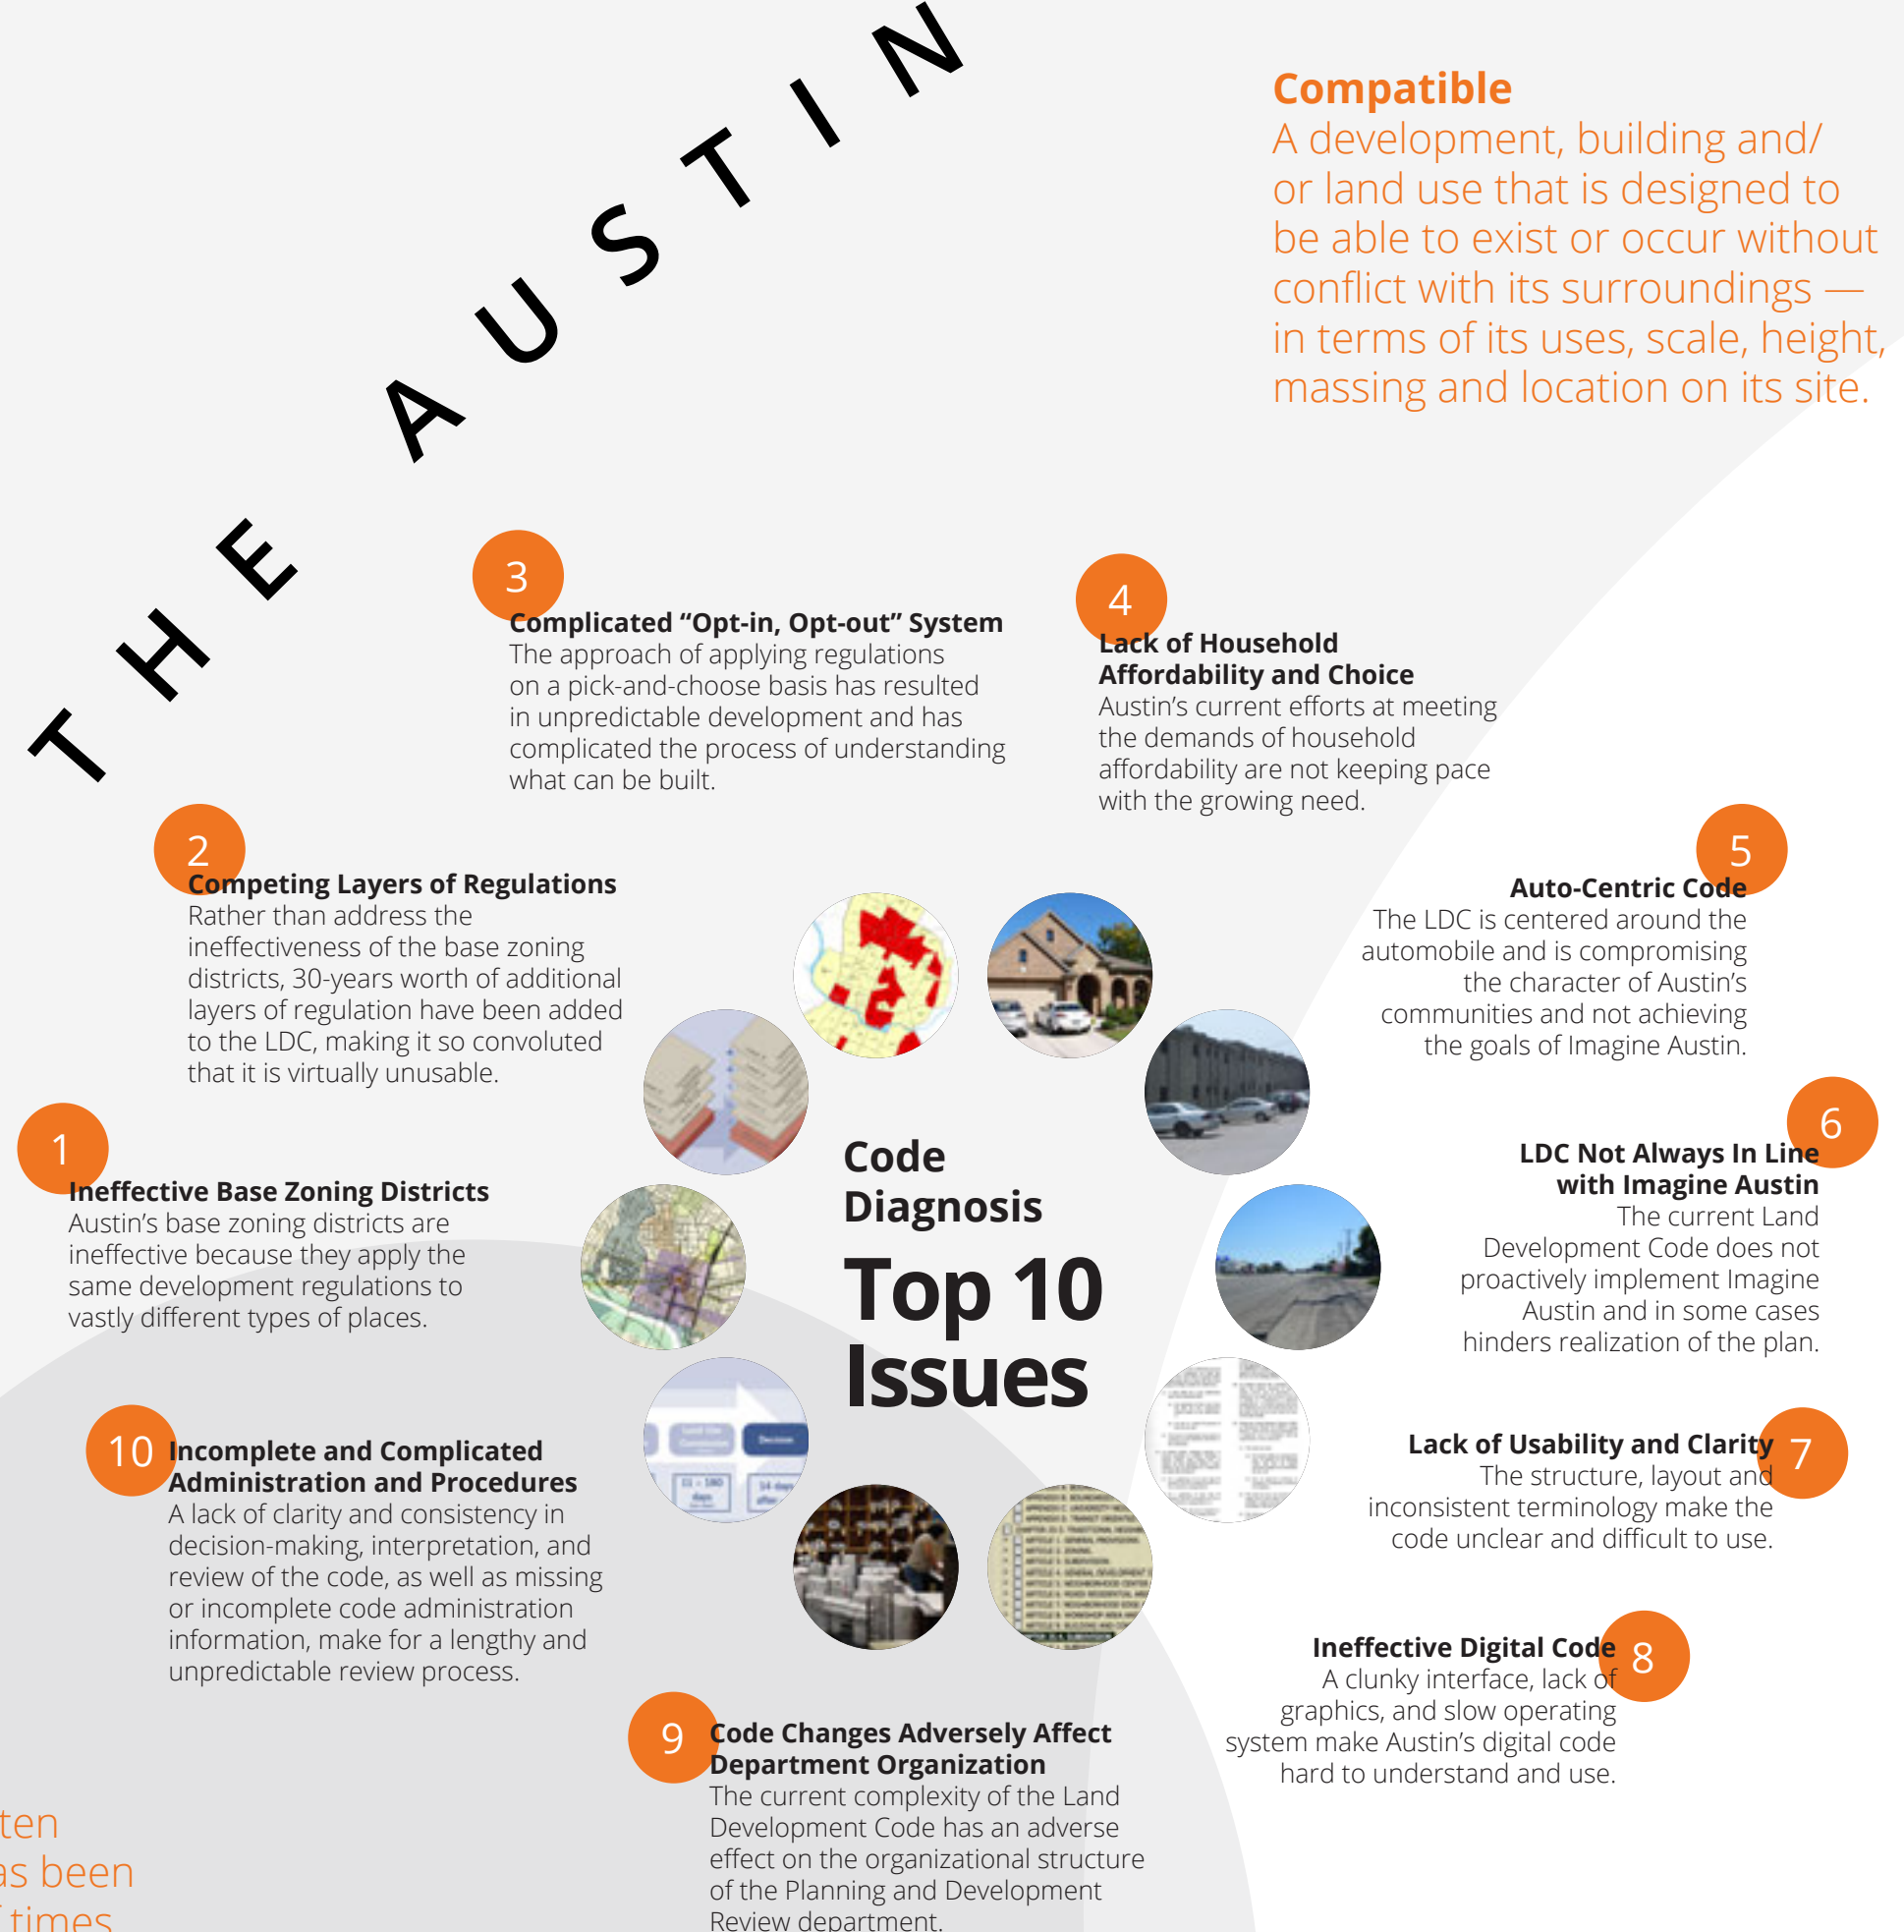 THE AUSTIN
Compatible
A development, building and/
or land use that is designed to
be able to exist or occur without
conflict with its surroundings —
in terms of its uses, scale, height,
massing and location on its site.
3
Complicated “Opt-in, Opt-out” System
The approach of applying regulations
on a pick-and-choose basis has resulted
in unpredictable development and has
complicated the process of understanding
what can be built.
4
Lack of Household
Affordability and Choice
Austin’s current efforts at meeting
the demands of household
affordability are not keeping pace
with the growing need.
2
Competing Layers of Regulations
Rather than address the
ineffectiveness of the base zoning
districts, 30-years worth of additional
layers of regulation have been added
to the LDC, making it so convoluted
that it is virtually unusable.
5
Auto-Centric Code
The LDC is centered around the
automobile and is compromising
the character of Austin’s
communities and not achieving
the goals of Imagine Austin.
1
Ineffective Base Zoning Districts
Austin’s base zoning districts are
ineffective because they apply the
same development regulations to
vastly different types of places.
Code
Diagnosis
Top 10
Issues
6
LDC Not Always In Line
with Imagine Austin
The current Land
Development Code does not
proactively implement Imagine
Austin and in some cases
hinders realization of the plan.
10
Incomplete and Complicated
Administration and Procedures
A lack of clarity and consistency in
decision-making, interpretation, and
review of the code, as well as missing
or incomplete code administration
information, make for a lengthy and
unpredictable review process.
Decision
7
Lack of Usability and Clarity
The structure, layout and
inconsistent terminology make the
code unclear and difficult to use.
8
Ineffective Digital Code
A clunky interface, lack of
graphics, and slow operating
system make Austin’s digital code
hard to understand and use.
9
Code Changes Adversely Affect
Department Organization
The current complexity of the Land
Development Code has an adverse
effect on the organizational structure
of the Planning and Development
Review department.
ten
as been
times